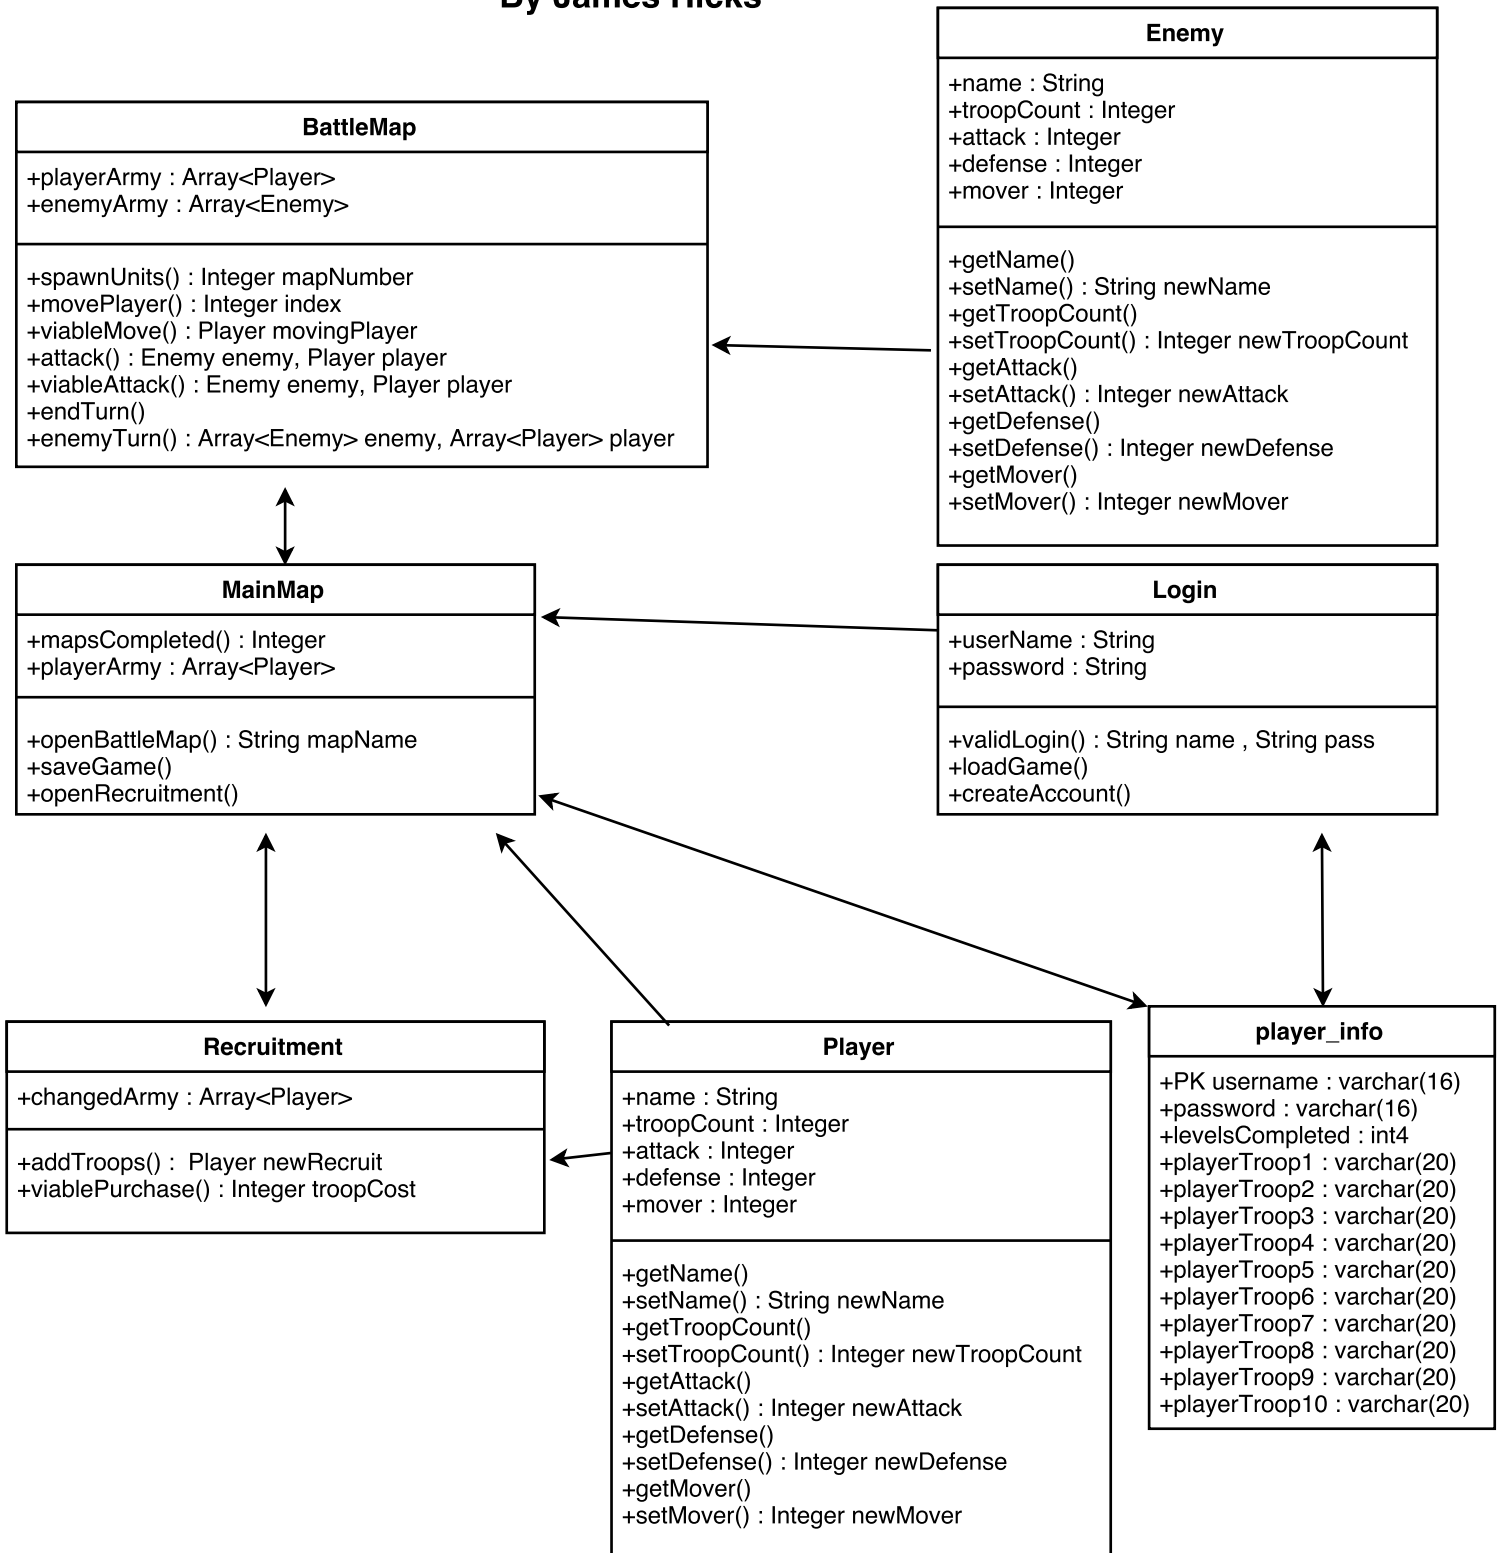 By James Hicks
Enemy
+name : String
+troopCount : Integer
+attack : Integer
+defense : Integer
+mover : Integer
+getName()
+setName() : String newName
+getTroopCount()
+setTroopCount() : Integer newTroopCount
+getAttack()
+setAttack() : Integer newAttack
+getDefense()
+setDefense() : Integer newDefense
+getMover()
+setMover() : Integer newMover
BattleMap
+playerArmy : Array<Player>
+enemyArmy : Array<Enemy>
+spawnUnits() : Integer mapNumber
+movePlayer() : Integer index
+viableMove() : Player movingPlayer
+attack() : Enemy enemy, Player player
+viableAttack() : Enemy enemy, Player player
+endTurn()
+enemyTurn() : Array<Enemy> enemy, Array<Player> player
MainMap
+mapsCompleted() : Integer
+playerArmy : Array<Player>
+openBattleMap() : String mapName
+saveGame()
+openRecruitment()
Login
+userName : String
+password : String
+validLogin() : String name , String pass
+loadGame()
+createAccount()
Recruitment
+changedArmy : Array<Player>
+addTroops() :  Player newRecruit
+viablePurchase() : Integer troopCost
Player
+name : String
+troopCount : Integer
+attack : Integer
+defense : Integer
+mover : Integer
+getName()
+setName() : String newName
+getTroopCount()
+setTroopCount() : Integer newTroopCount
+getAttack()
+setAttack() : Integer newAttack
+getDefense()
+setDefense() : Integer newDefense
+getMover()
+setMover() : Integer newMover
player_info
+PK username : varchar(16)
+password : varchar(16)
+levelsCompleted : int4
+playerTroop1 : varchar(20)
+playerTroop2 : varchar(20)
+playerTroop3 : varchar(20)
+playerTroop4 : varchar(20)
+playerTroop5 : varchar(20)
+playerTroop6 : varchar(20)
+playerTroop7 : varchar(20)
+playerTroop8 : varchar(20)
+playerTroop9 : varchar(20)
+playerTroop10 : varchar(20)